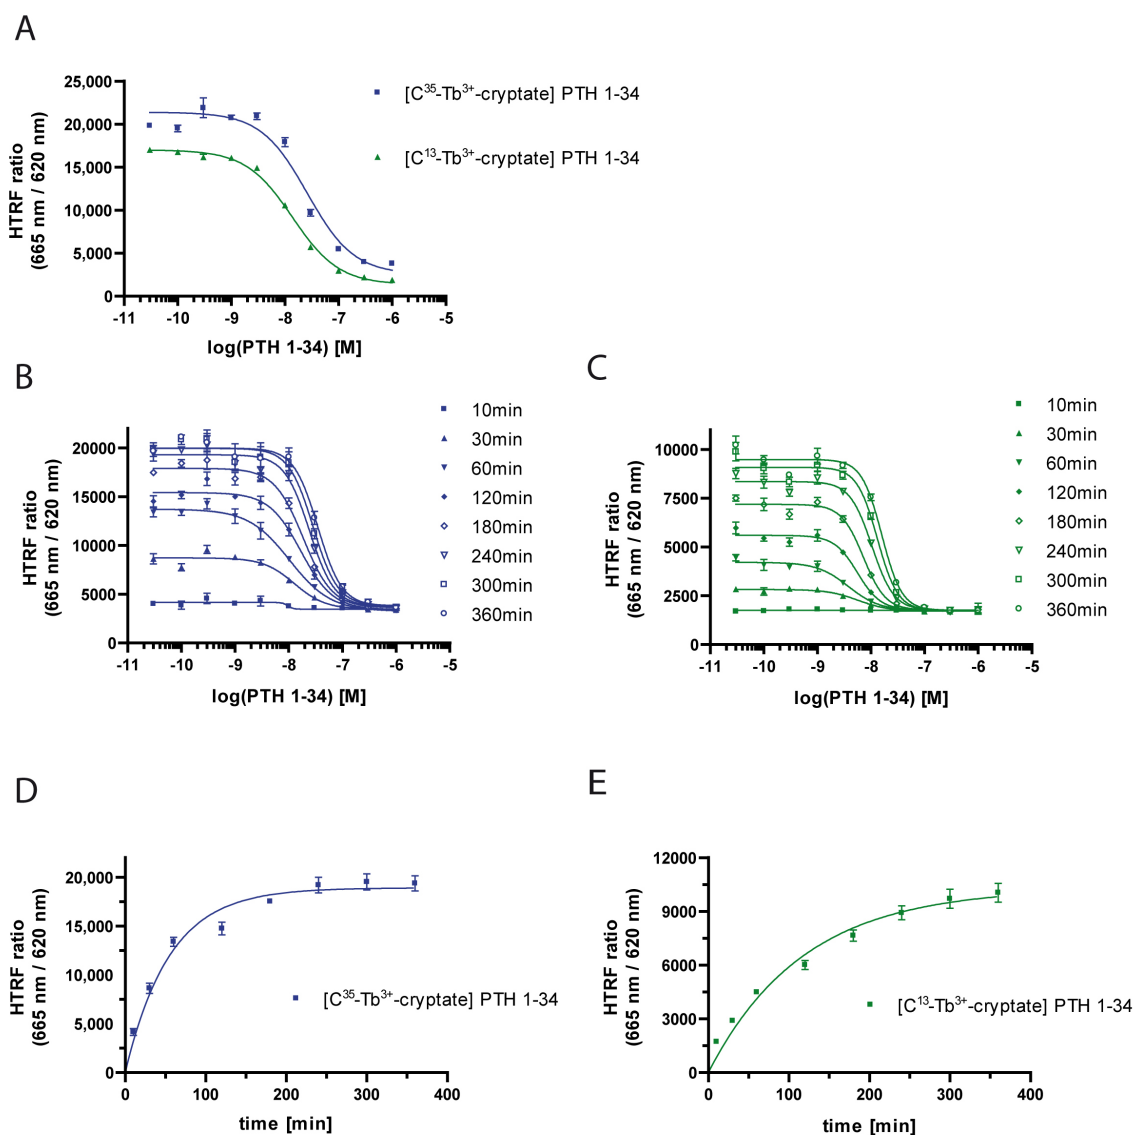 A
25,000
20,000
15,000
10,000
5,000
0
HTRF ratio
(665 nm / 620 nm)
-11 -10 -9 -8 -7 -6 -5
log(PTH 1-34) [M]
[C³⁵-Tb³⁺-cryptate] PTH 1-34
[C¹³-Tb³⁺-cryptate] PTH 1-34
B
20000
15000
10000
5000
0
HTRF ratio
(665 nm / 620 nm)
-11 -10 -9 -8 -7 -6 -5
log(PTH 1-34) [M]
10min
30min
60min
120min
180min
240min
300min
360min
C
10000
7500
5000
2500
0
HTRF ratio
(665 nm / 620 nm)
-11 -10 -9 -8 -7 -6 -5
log(PTH 1-34) [M]
10min
30min
60min
120min
180min
240min
300min
360min
D
20,000
15,000
10,000
5,000
0
HTRF ratio
(665 nm / 620 nm)
0 100 200 300 400
time [min]
[C³⁵-Tb³⁺-cryptate] PTH 1-34
E
12000
9000
6000
3000
0
HTRF ratio
(665 nm / 620 nm)
0 100 200 300 400
time [min]
[C¹³-Tb³⁺-cryptate] PTH 1-34